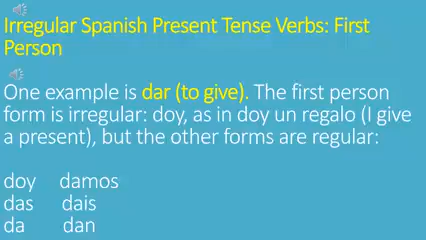 Irregular Spanish Present Tense Verbs: First
Person
One example is dar (to give). The first person
form is irregular: doy, as in doy un regalo (I give
a present), but the other forms are regular:
doy damos
das dais
da dan